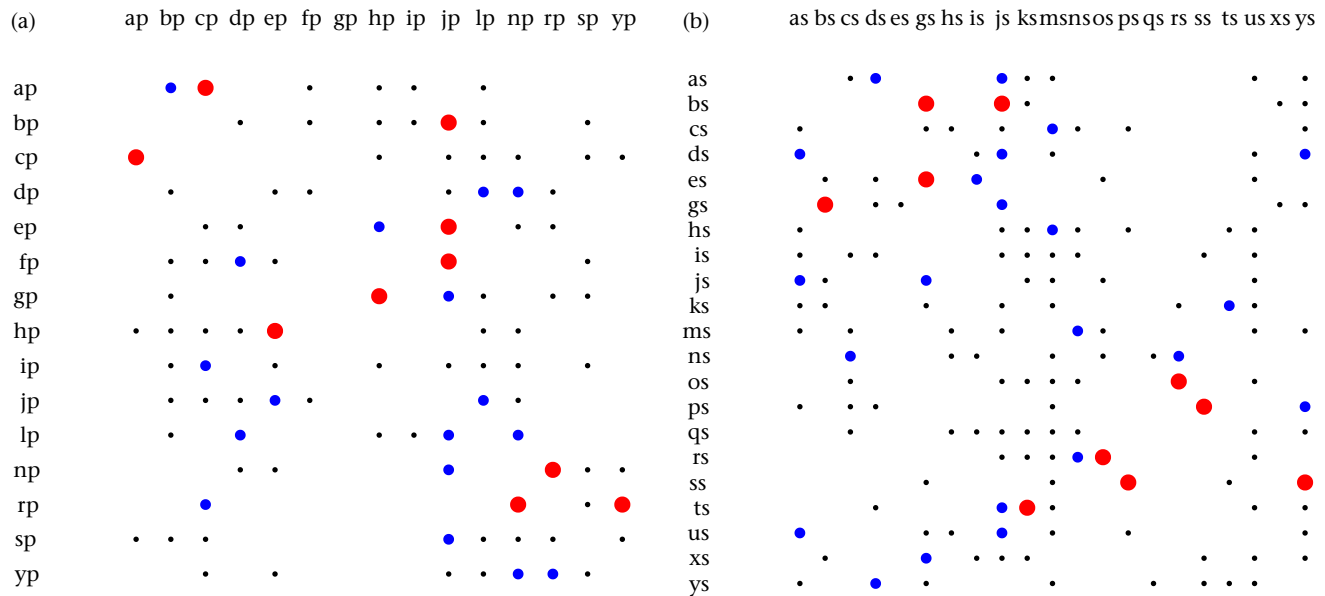 (a) ap bp cp dp ep fp gp hp ip jp lp np rp sp yp
ap
bp
cp
dp
ep
fp
gp
hp
ip
jp
lp
np
rp
sp
yp
(b) as bs cs ds es gs hs is js ks ms ns os ps qs rs ss ts us xs ys
as
bs
cs
ds
es
gs
hs
is
js
ks
ms
ns
os
ps
qs
rs
ss
ts
us
xs
ys